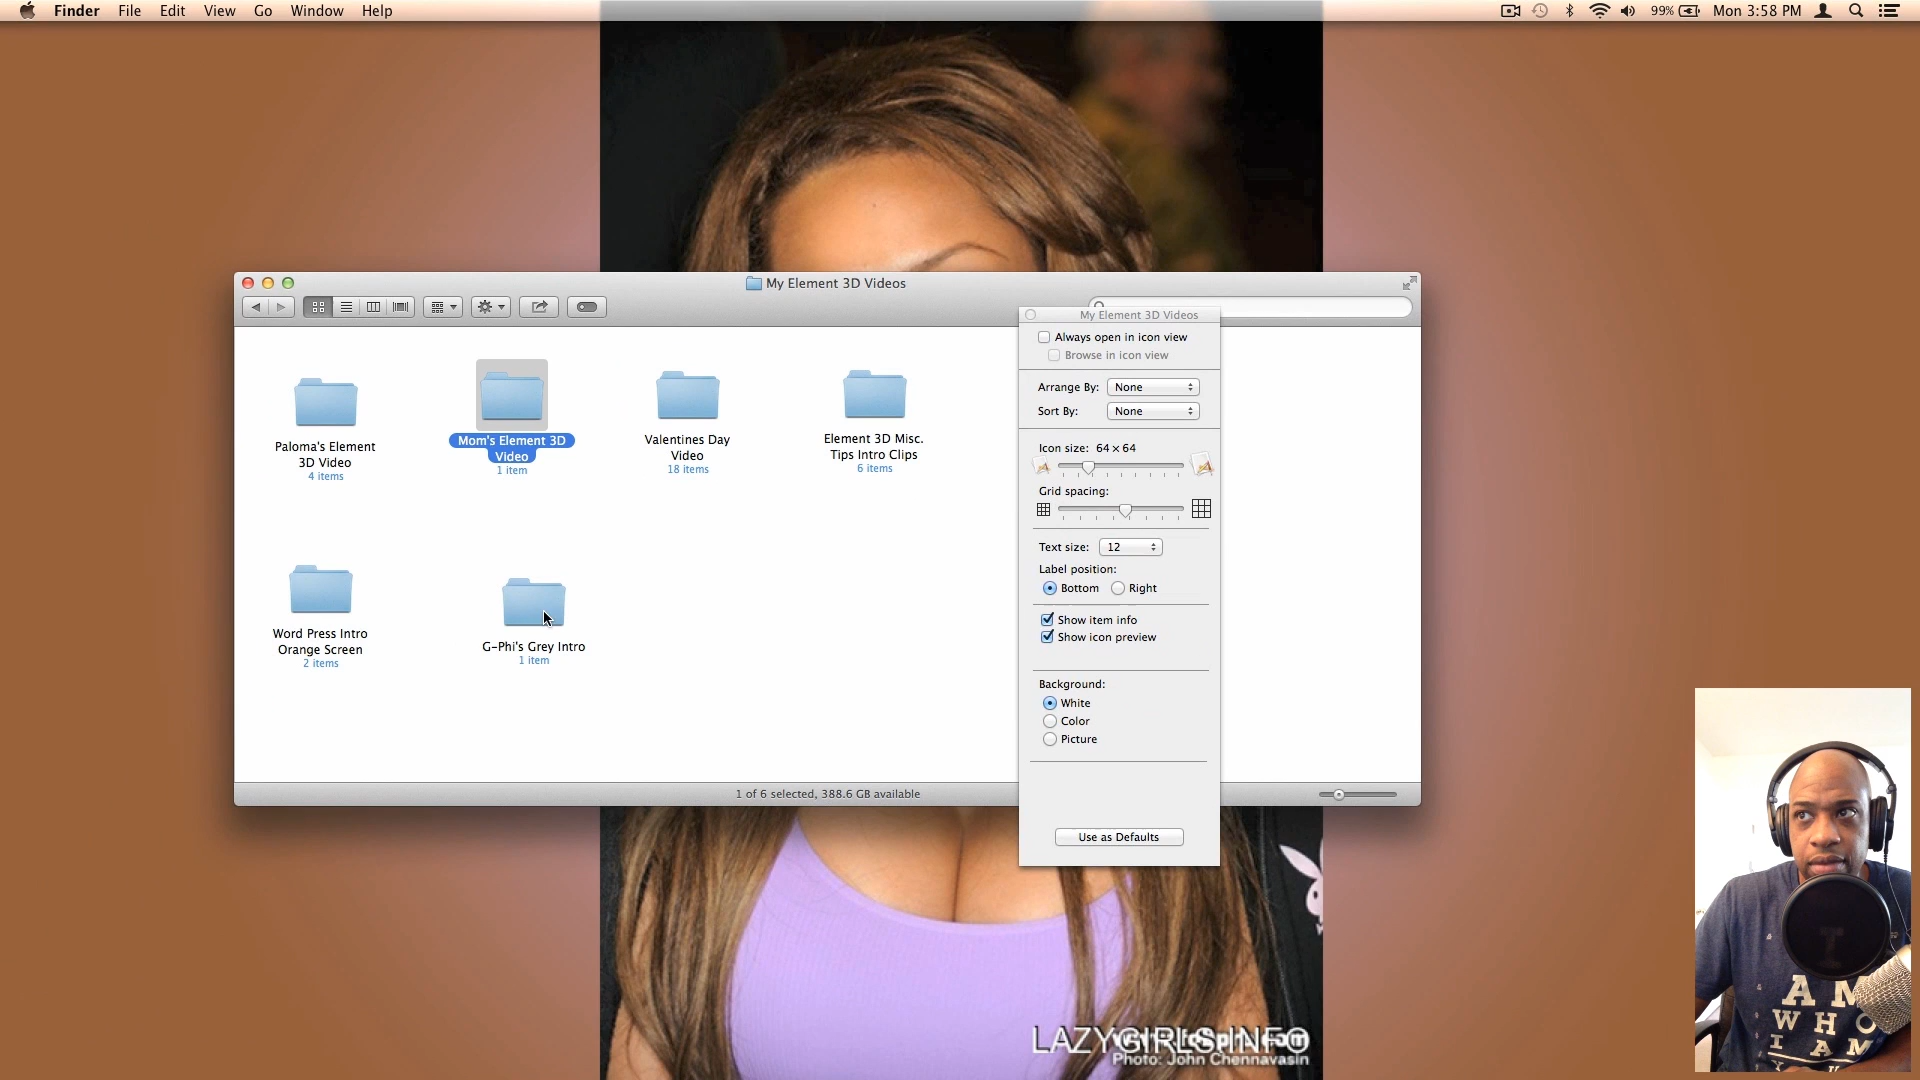 Finder File Edit View Go Window Help
99% Mon 3:58 PM
My Element 3D Videos
My Element 3D Videos
Always open in icon view
Browse in icon view
Arrange By: None
Sort By: None
Icon size: 64 × 64
Grid spacing:
Text size: 12
Label position:
Bottom Right
Show item info
Show icon preview
Background:
White
Color
Picture
Use as Defaults
Paloma's Element
3D Video
4 items
Mom's Element 3D
Video
1 item
Valentines Day
Video
18 items
Element 3D Misc.
Tips Intro Clips
6 items
Word Press Intro
Orange Screen
2 items
G-Phi's Grey Intro
1 item
1 of 6 selected, 388.6 GB available
LAZYGIRLS.INFO
Photo: John Chennavasin
I
AM
WHO
I AM